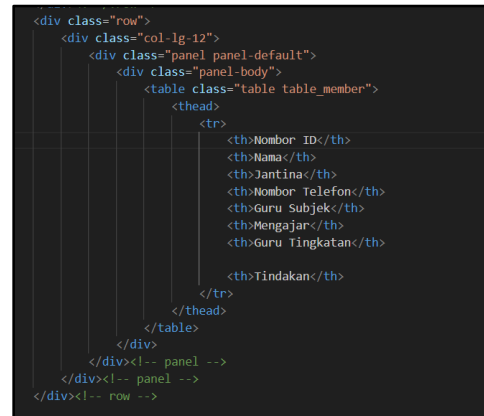 <div class="row">
<div class="col-lg-12">
<div class="panel panel-default">
<div class="panel-body">
<table class="table table_member">
<thead>
<tr>
<th>Nombor ID</th>
<th>Nama</th>
<th>Jantina</th>
<th>Nombor Telefon</th>
<th>Guru Subjek</th>
<th>Mengajar</th>
<th>Guru Tingkatan</th>
<th>Tindakan</th>
</tr>
</thead>
</table>
</div>
</div><!-- panel -->
</div><!-- panel -->
</div><!-- row -->